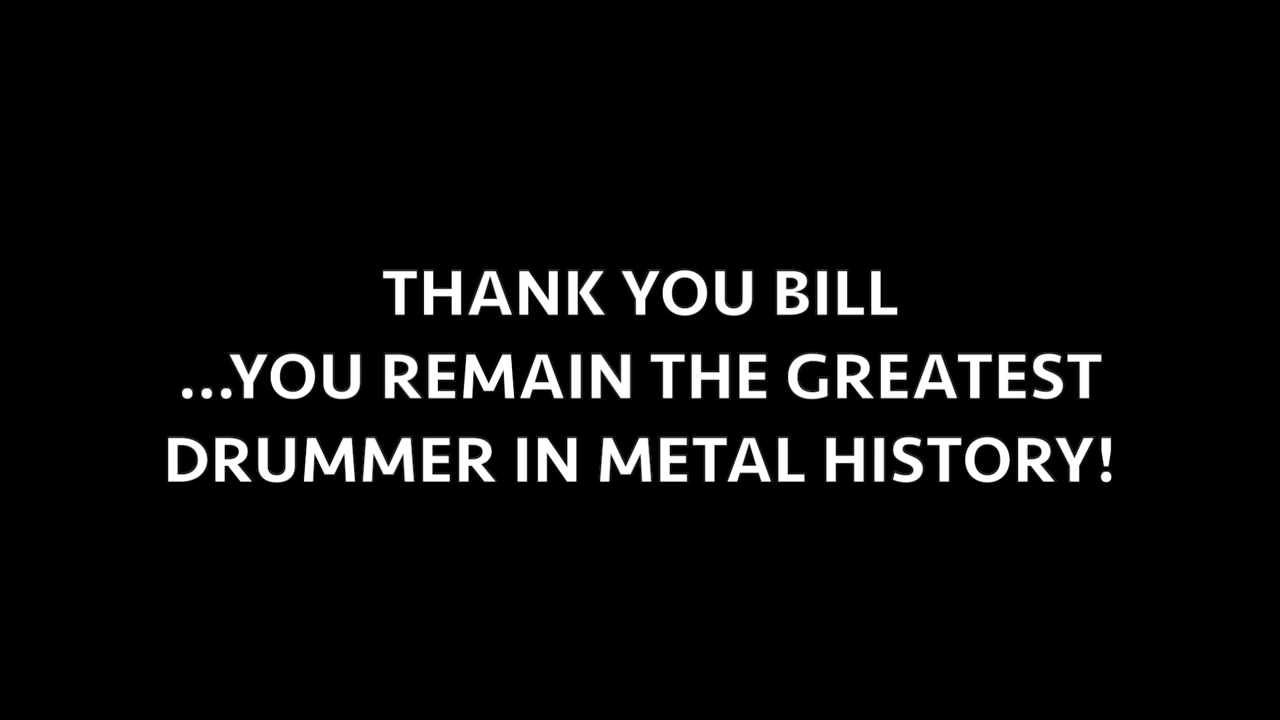 THANK YOU BILL
...YOU REMAIN THE GREATEST
DRUMMER IN METAL HISTORY!